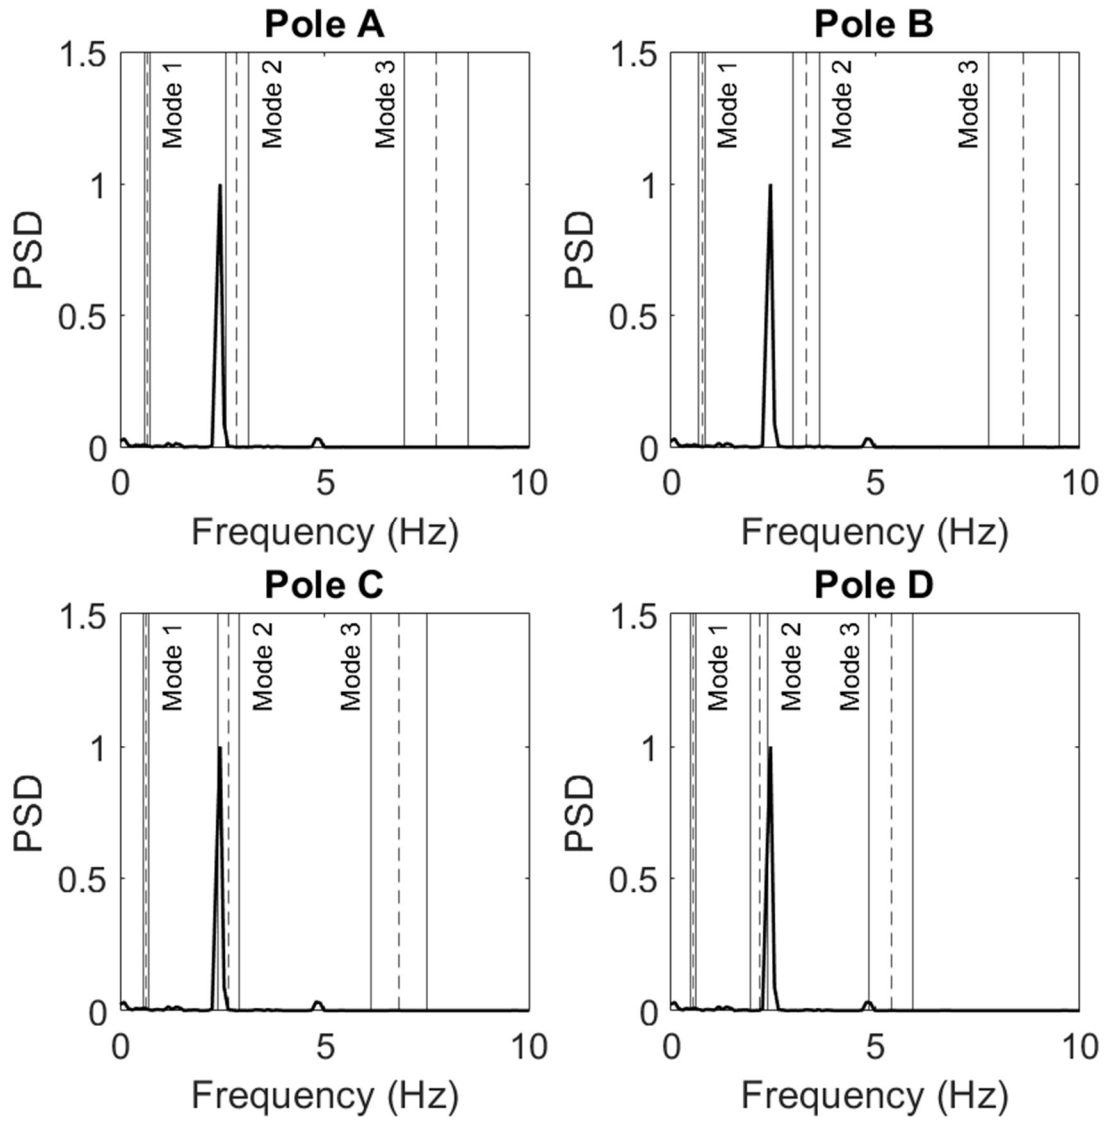 Pole A
1.5
1
0.5
0
PSD
Mode 1
Mode 2
Mode 3
0 5 10
Frequency (Hz)
Pole B
1.5
1
0.5
0
PSD
Mode 1
Mode 2
Mode 3
0 5 10
Frequency (Hz)
Pole C
1.5
1
0.5
0
PSD
Mode 1
Mode 2
Mode 3
0 5 10
Frequency (Hz)
Pole D
1.5
1
0.5
0
PSD
Mode 1
Mode 2
Mode 3
0 5 10
Frequency (Hz)